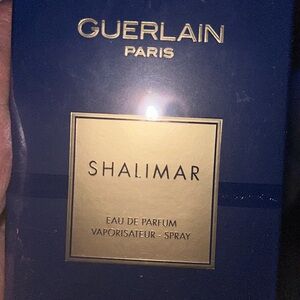 GUERLAIN
PARIS
SHALIMAR
EAU DE PARFUM
VAPORISATEUR - SPRAY